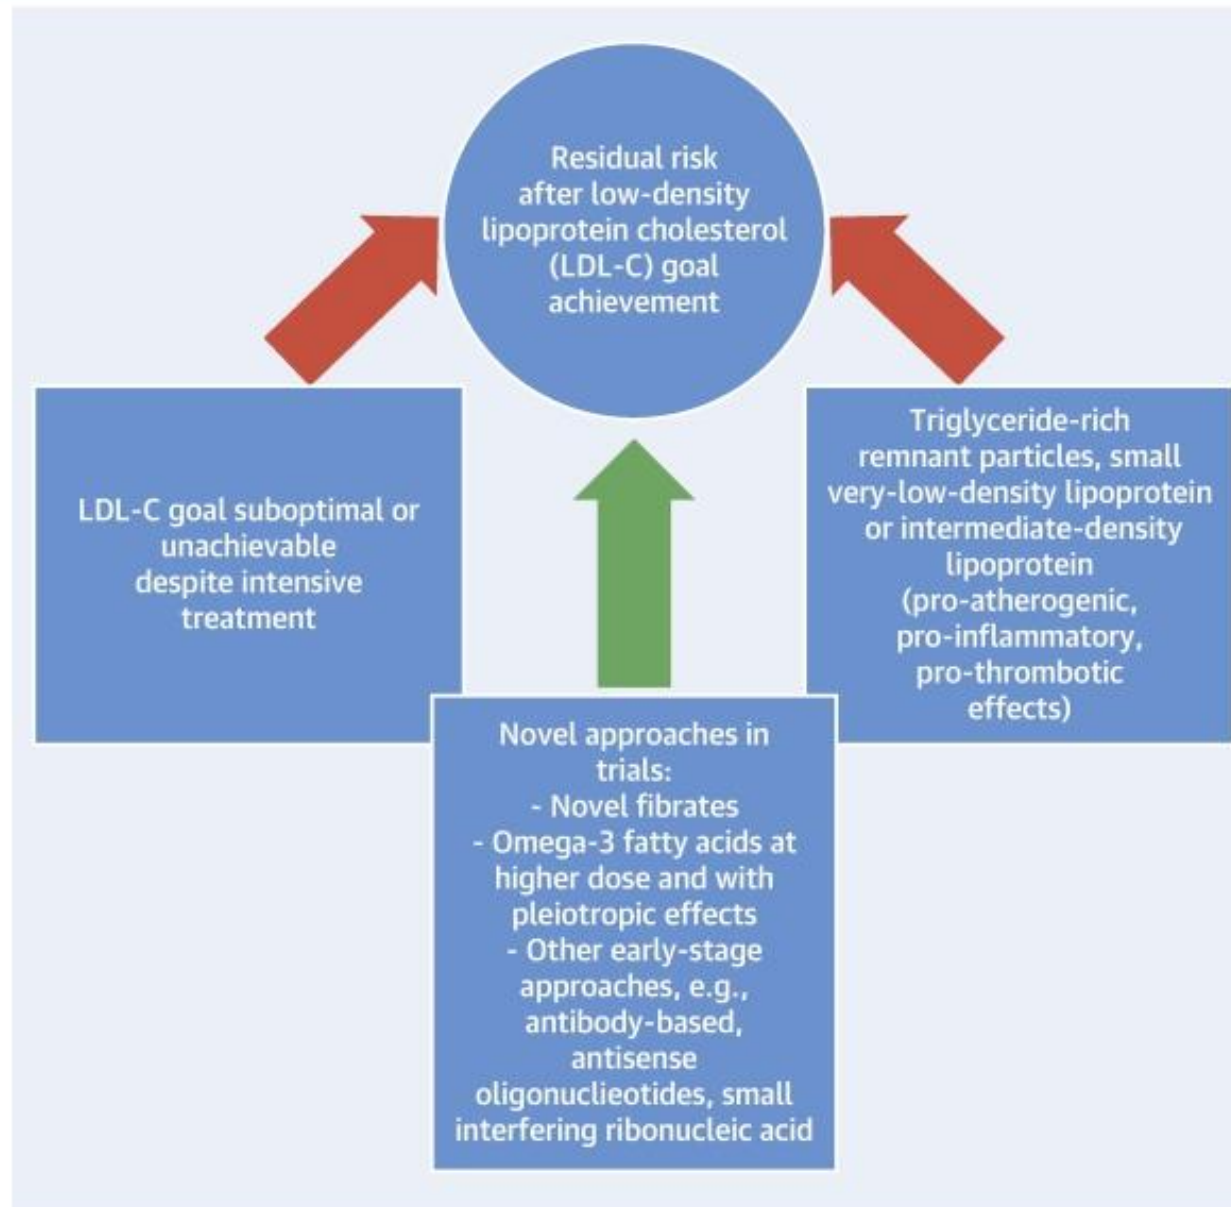 Residual risk
after low-density
lipoprotein cholesterol
(LDL-C) goal
achievement
LDL-C goal suboptimal or
unachievable
despite intensive
treatment
Triglyceride-rich
remnant particles, small
very-low-density lipoprotein
or intermediate-density
lipoprotein
(pro-atherogenic,
pro-inflammatory,
pro-thrombotic
effects)
Novel approaches in
trials:
- Novel fibrates
- Omega-3 fatty acids at
higher dose and with
pleiotropic effects
- Other early-stage
approaches, e.g.,
antibody-based,
antisense
oligonuclieotides, small
interfering ribonucleic acid